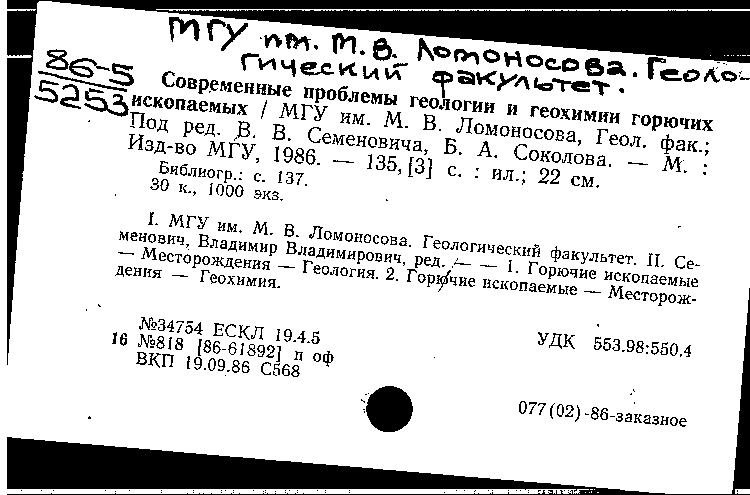 МГУ им. М. В. Ломоносова. Геоло-
гический факультет.
86-5
5253
Современные проблемы геологии и геохимии горючих
ископаемых / МГУ им. М. В. Ломоносова, Геол. фак.;
Под ред. В. В. Семеновича, Б. А. Соколова. — М. :
Изд-во МГУ, 1986. — 135, [3] с. : ил.; 22 см.
Библиогр.: с. 137.
30 к., 1000 экз.
I. МГУ им. М. В. Ломоносова. Геологический факультет. II. Се-
менович, Владимир Владимирович, ред. — — 1. Горючие ископаемые
— Месторождения — Геология. 2. Горючие ископаемые — Месторож-
дения — Геохимия.
№34754 ЕСКЛ 19.4.5
16 №818 [86-61892] п оф
ВКП 19.09.86 С568
УДК 553.98:550.4
077(02)-86-заказное